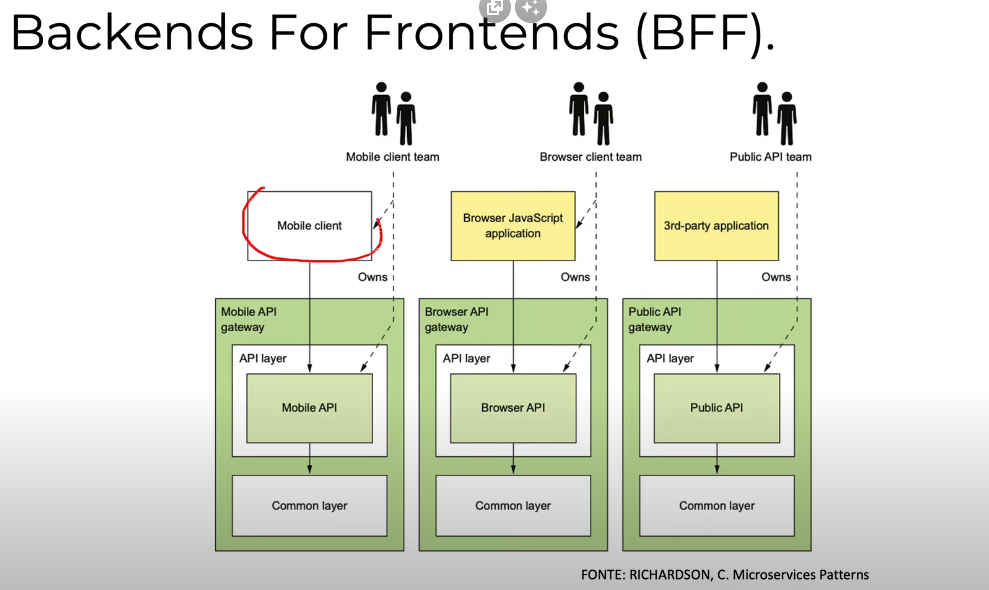 Backends For Frontends (BFF).
Mobile client team
Browser client team
Public API team
Mobile client
Browser JavaScript
application
3rd-party application
Owns
Owns
Owns
Mobile API
gateway
API layer
Mobile API
Common layer
Browser API
gateway
API layer
Browser API
Common layer
Public API
gateway
API layer
Public API
Common layer
FONTE: RICHARDSON, C. Microservices Patterns